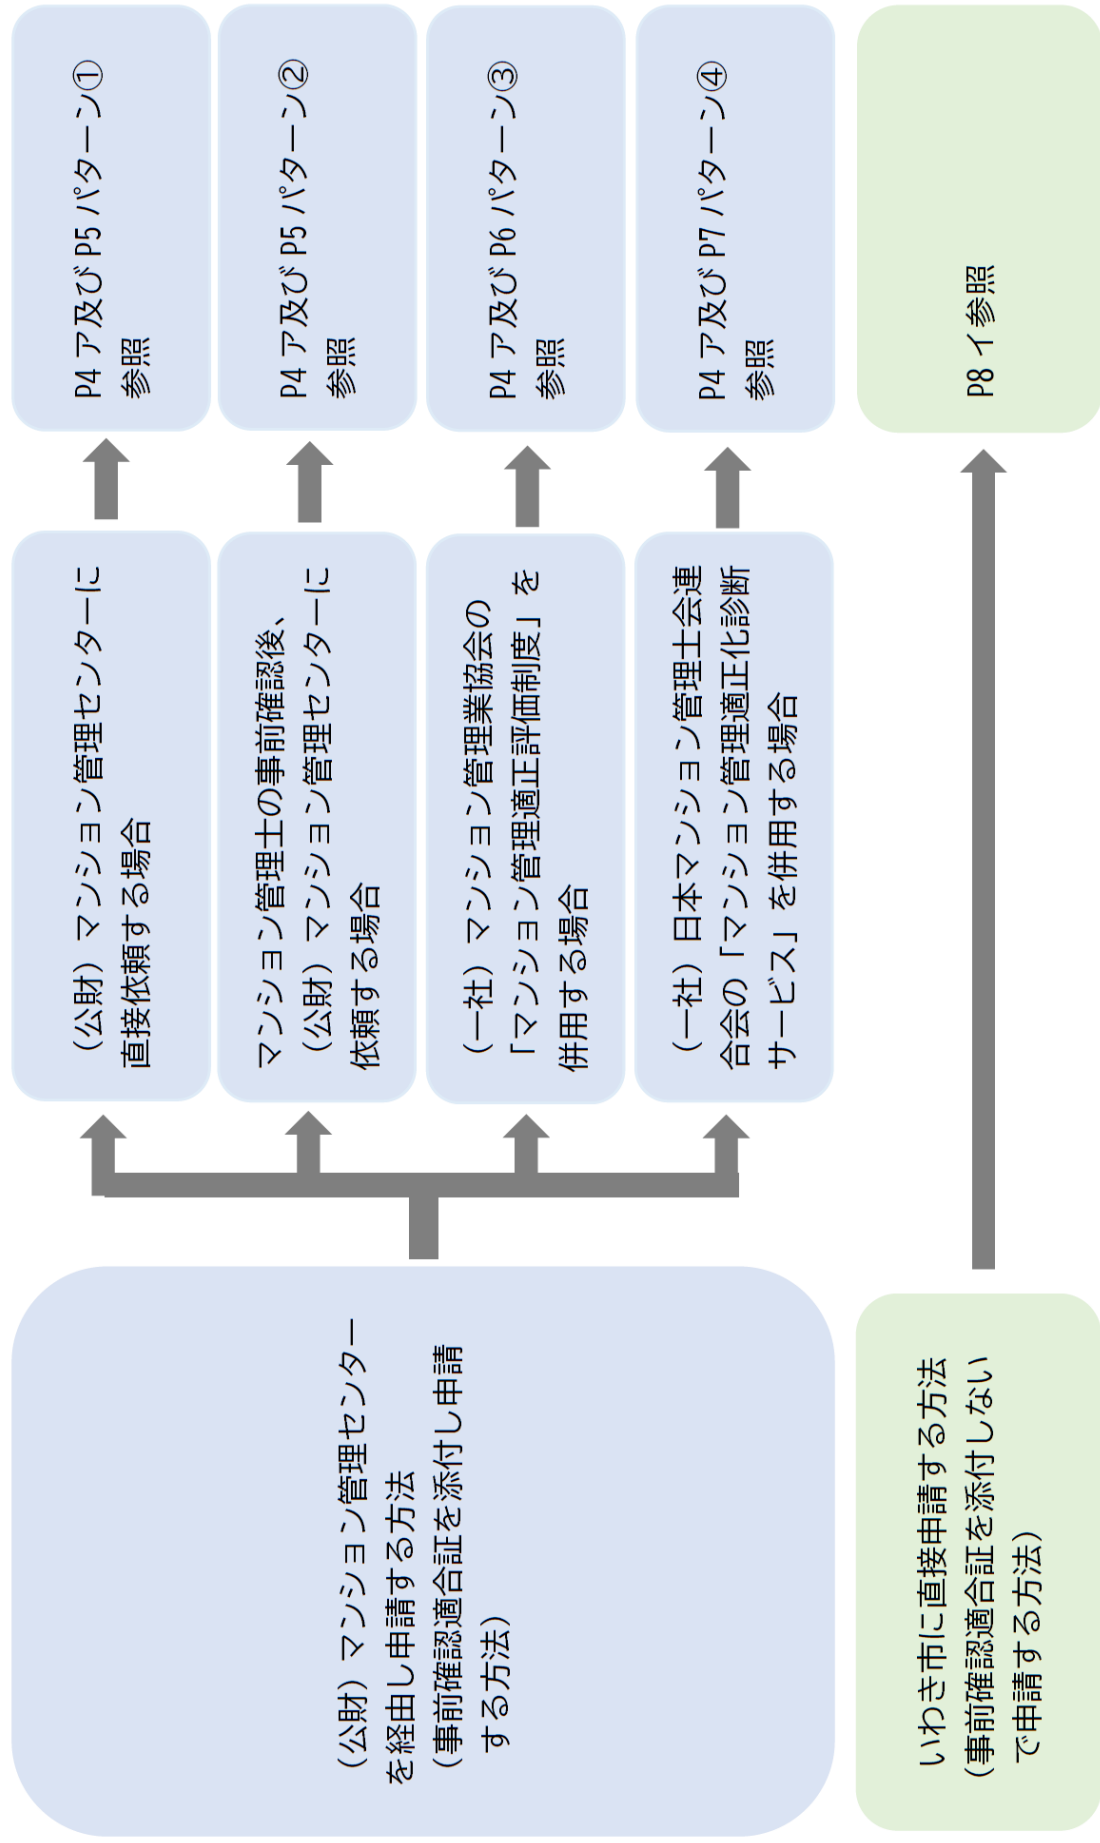 （公財）マンション管理センター
を経由し申請する方法
（事前確認適合証を添付し申請
する方法）
（公財）マンション管理センターに
直接依頼する場合
P4 ア及び P5 パターン①
参照
マンション管理士の事前確認後、
（公財）マンション管理センターに
依頼する場合
P4 ア及び P5 パターン②
参照
（一社）マンション管理業協会の
「マンション管理適正評価制度」を
併用する場合
P4 ア及び P6 パターン③
参照
（一社）日本マンション管理士会連
合会の「マンション管理適正化診断
サービス」を併用する場合
P4 ア及び P7 パターン④
参照
いわき市に直接申請する方法
（事前確認適合証を添付しない
で申請する方法）
P8 イ参照